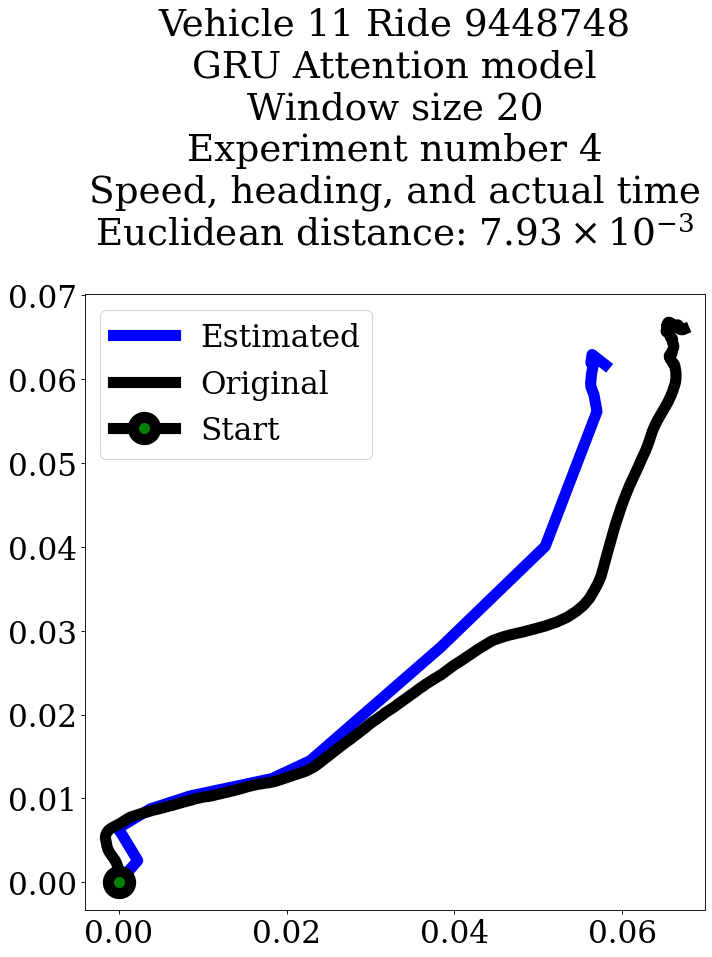 Vehicle 11 Ride 9448748
GRU Attention model
Window size 20
Experiment number 4
Speed, heading, and actual time
Euclidean distance: 7.93 × 10⁻³
0.07
0.06
0.05
0.04
0.03
0.02
0.01
0.00
Estimated
Original
Start
0.00 0.02 0.04 0.06